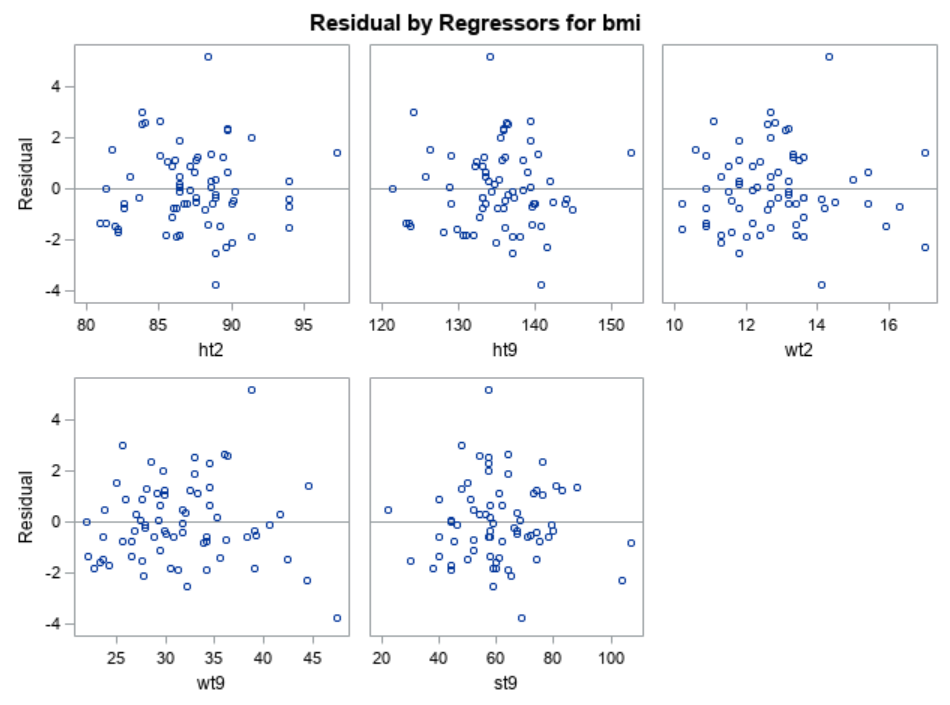 Residual by Regressors for bmi
Residual
4
2
0
-2
-4
80 85 90 95
120 130 140 150
10 12 14 16
ht2
ht9
wt2
Residual
4
2
0
-2
-4
25 30 35 40 45
20 40 60 80 100
wt9
st9